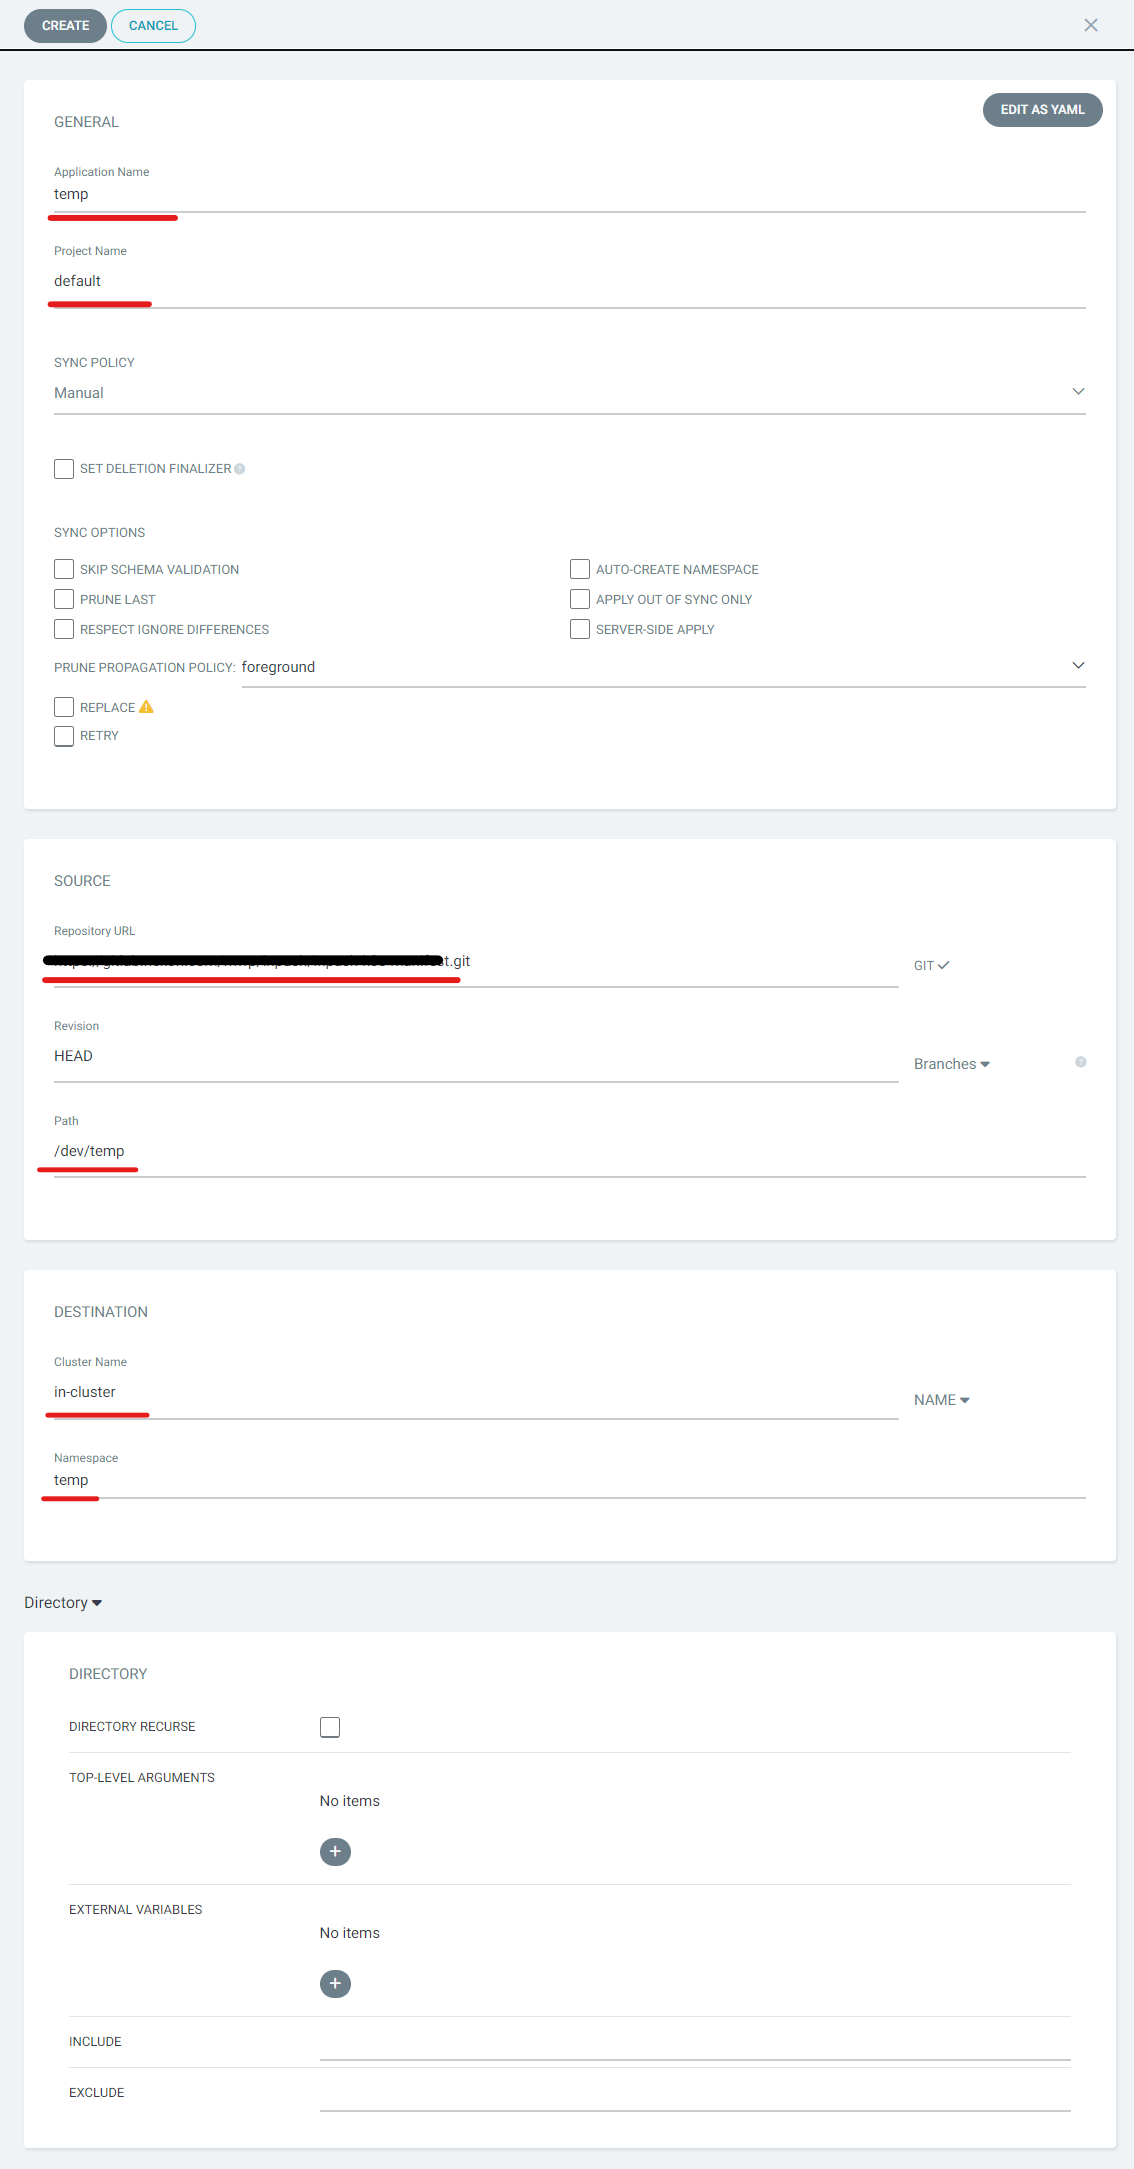 CREATE CANCEL
GENERAL
EDIT AS YAML
Application Name
temp
Project Name
default
SYNC POLICY
Manual
SET DELETION FINALIZER
SYNC OPTIONS
SKIP SCHEMA VALIDATION AUTO-CREATE NAMESPACE
PRUNE LAST APPLY OUT OF SYNC ONLY
RESPECT IGNORE DIFFERENCES SERVER-SIDE APPLY
PRUNE PROPAGATION POLICY: foreground
REPLACE
RETRY
SOURCE
Repository URL
t.git
GIT
Revision
HEAD
Branches
Path
/dev/temp
DESTINATION
Cluster Name
in-cluster
NAME
Namespace
temp
Directory
DIRECTORY
DIRECTORY RECURSE
TOP-LEVEL ARGUMENTS
No items
+
EXTERNAL VARIABLES
No items
+
INCLUDE
EXCLUDE